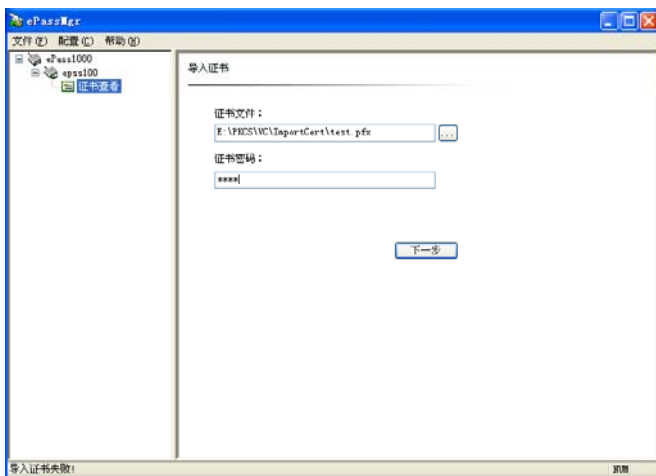 ePassMgr
文件(F) 配置(C) 帮助(H)
ePass1000
epss100
证书查看
导入证书
证书文件：
E:\PKCS\VC\ImportCert\test.pfx
...
证书密码：
****
下一步
导入证书失败!
NUM